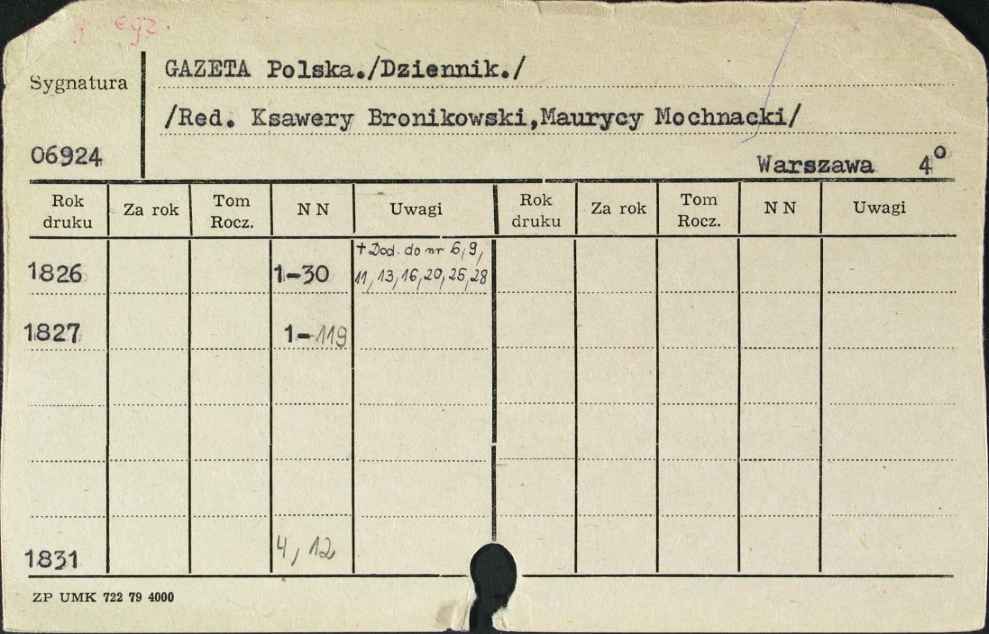 egz.
Sygnatura
GAZETA Polska./Dziennik./
/Red. Ksawery Bronikowski,Maurycy Mochnacki/
06924
Warszawa 4°
Rok druku Za rok Tom Rocz. N N Uwagi Rok druku Za rok Tom Rocz. N N Uwagi
1826 1-30 + Dod. do nr 6, 9,
11, 13, 16, 20, 25, 28
1827 1-119
1831 4, 12
ZP UMK 722 79 4000